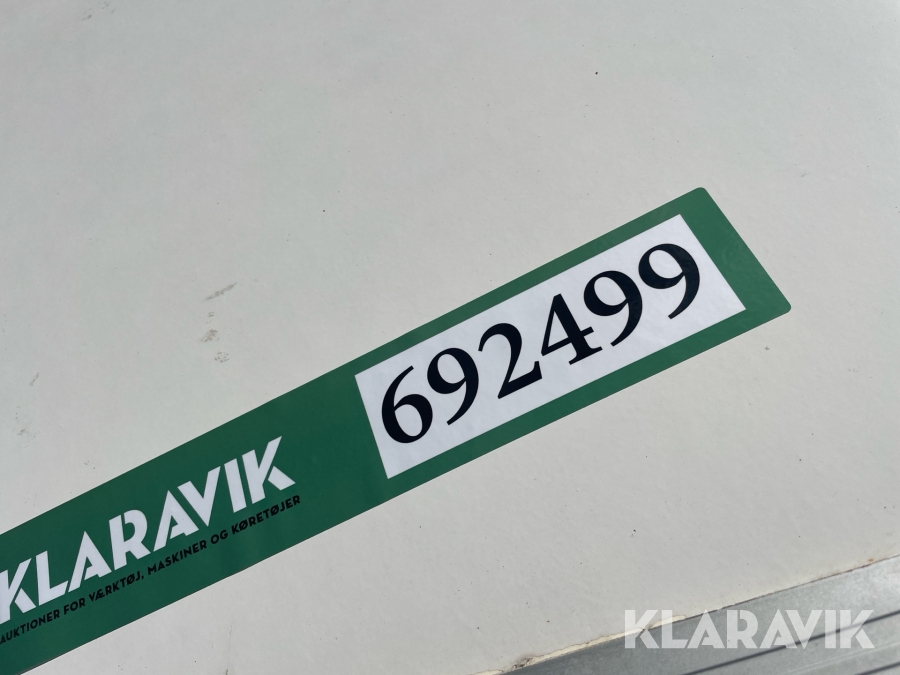 692499
KLARAVIK
AUKTIONER FOR VÆRKTØJ, MASKINER OG KØRETØJER
KLARAVIK